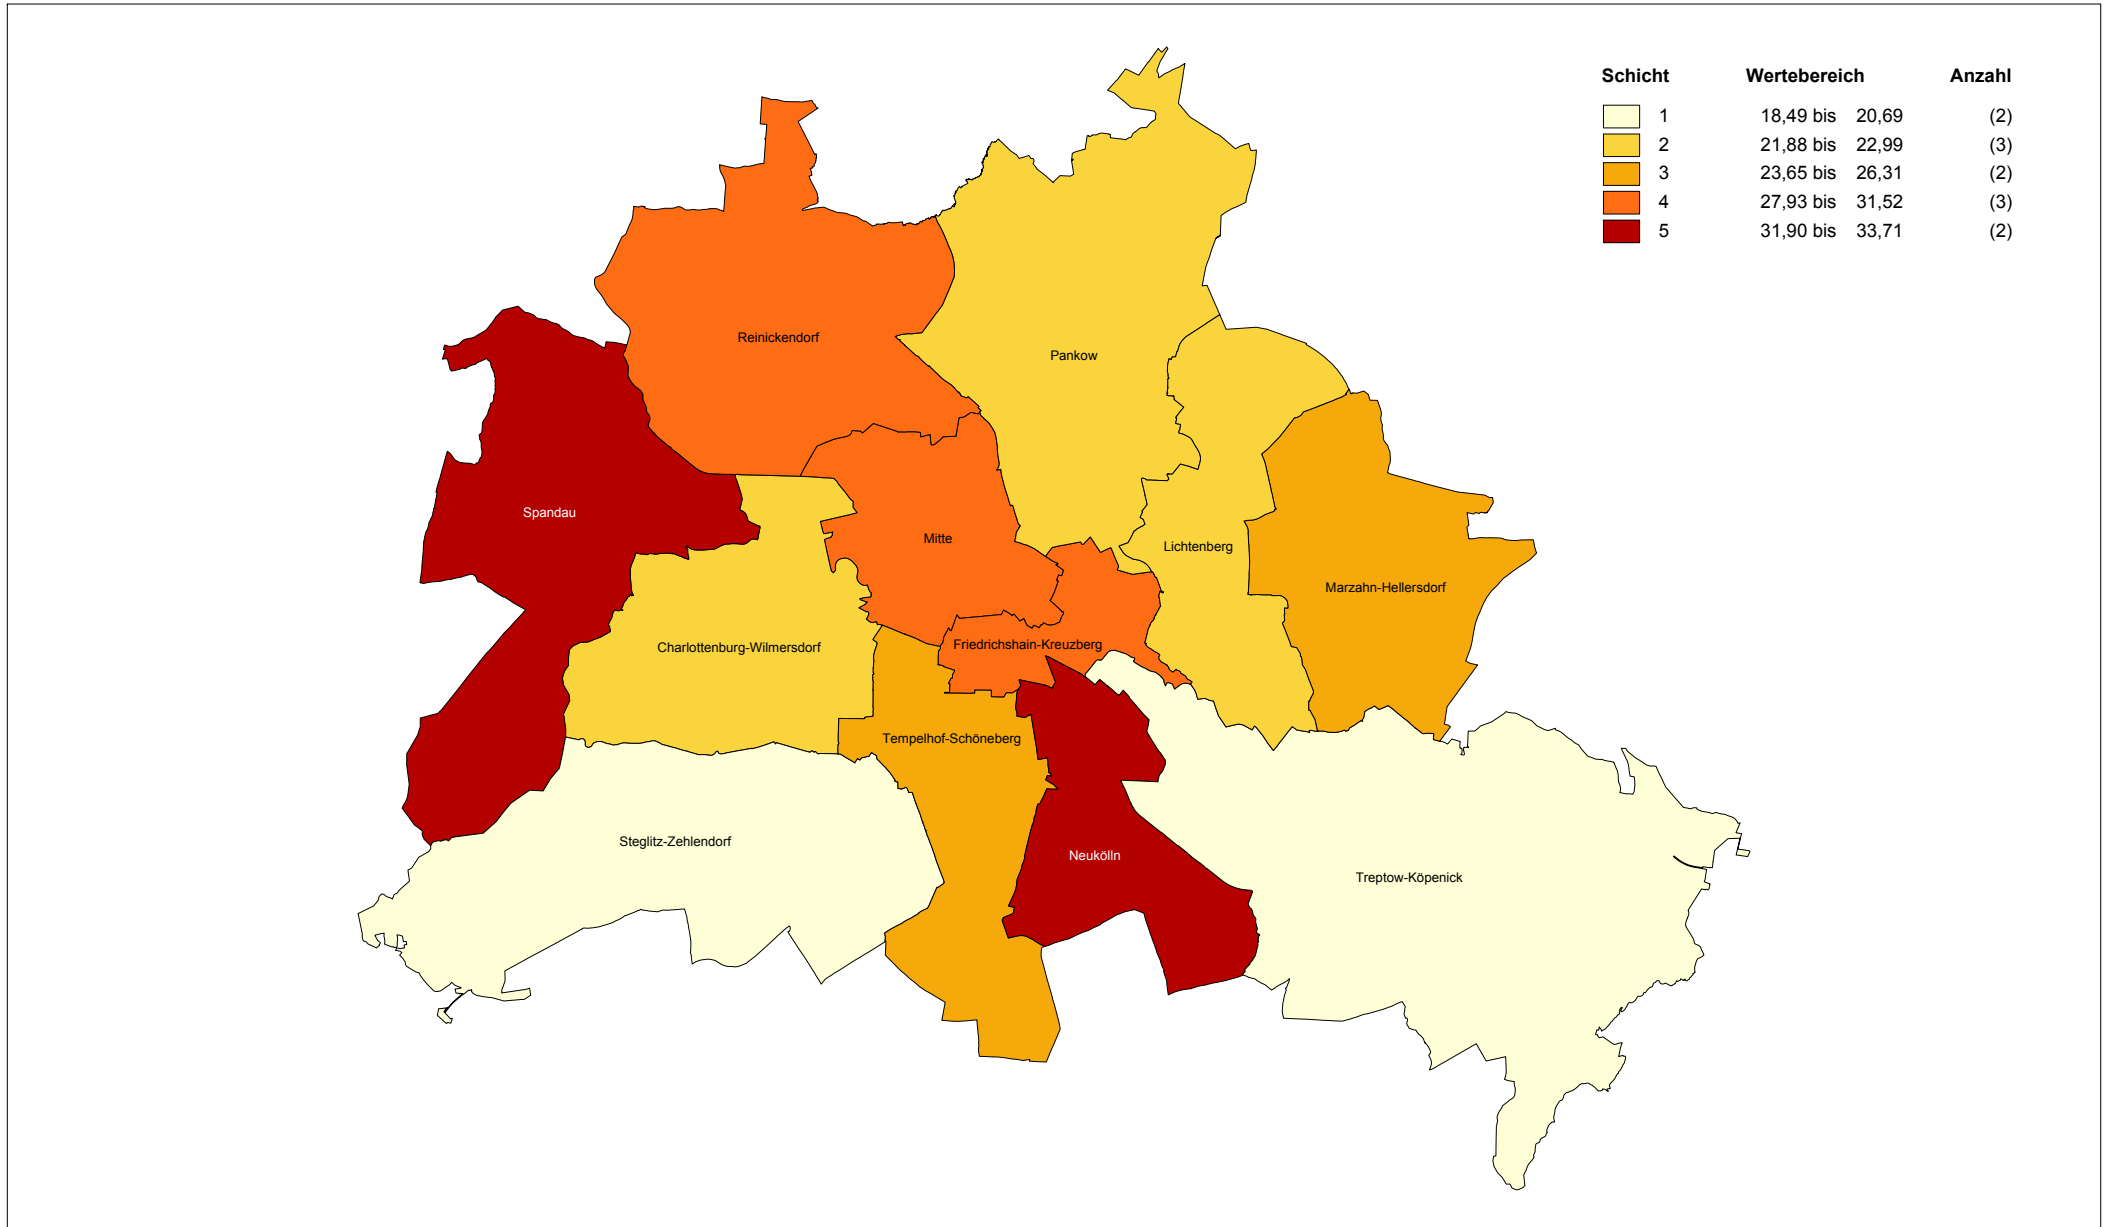 Schicht Wertebereich Anzahl
1 18,49 bis 20,69 (2)
2 21,88 bis 22,99 (3)
3 23,65 bis 26,31 (2)
4 27,93 bis 31,52 (3)
5 31,90 bis 33,71 (2)
Reinickendorf
Pankow
Spandau
Mitte
Lichtenberg
Marzahn-Hellersdorf
Charlottenburg-Wilmersdorf
Friedrichshain-Kreuzberg
Tempelhof-Schöneberg
Steglitz-Zehlendorf
Neukölln
Treptow-Köpenick